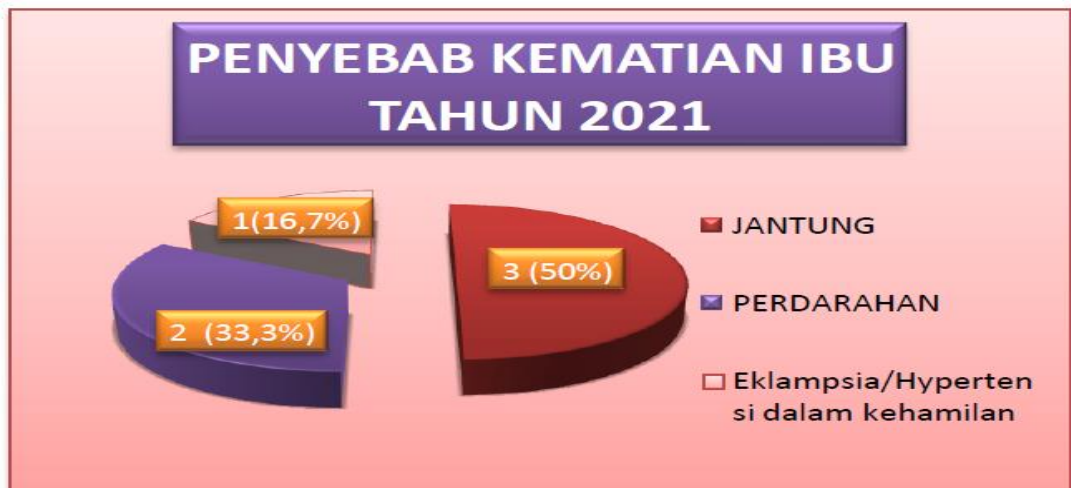 PENYEBAB KEMATIAN IBU
TAHUN 2021
1(16,7%)
3 (50%)
2 (33,3%)
JANTUNG
PERDARAHAN
Eklampsia/Hyperten
si dalam kehamilan